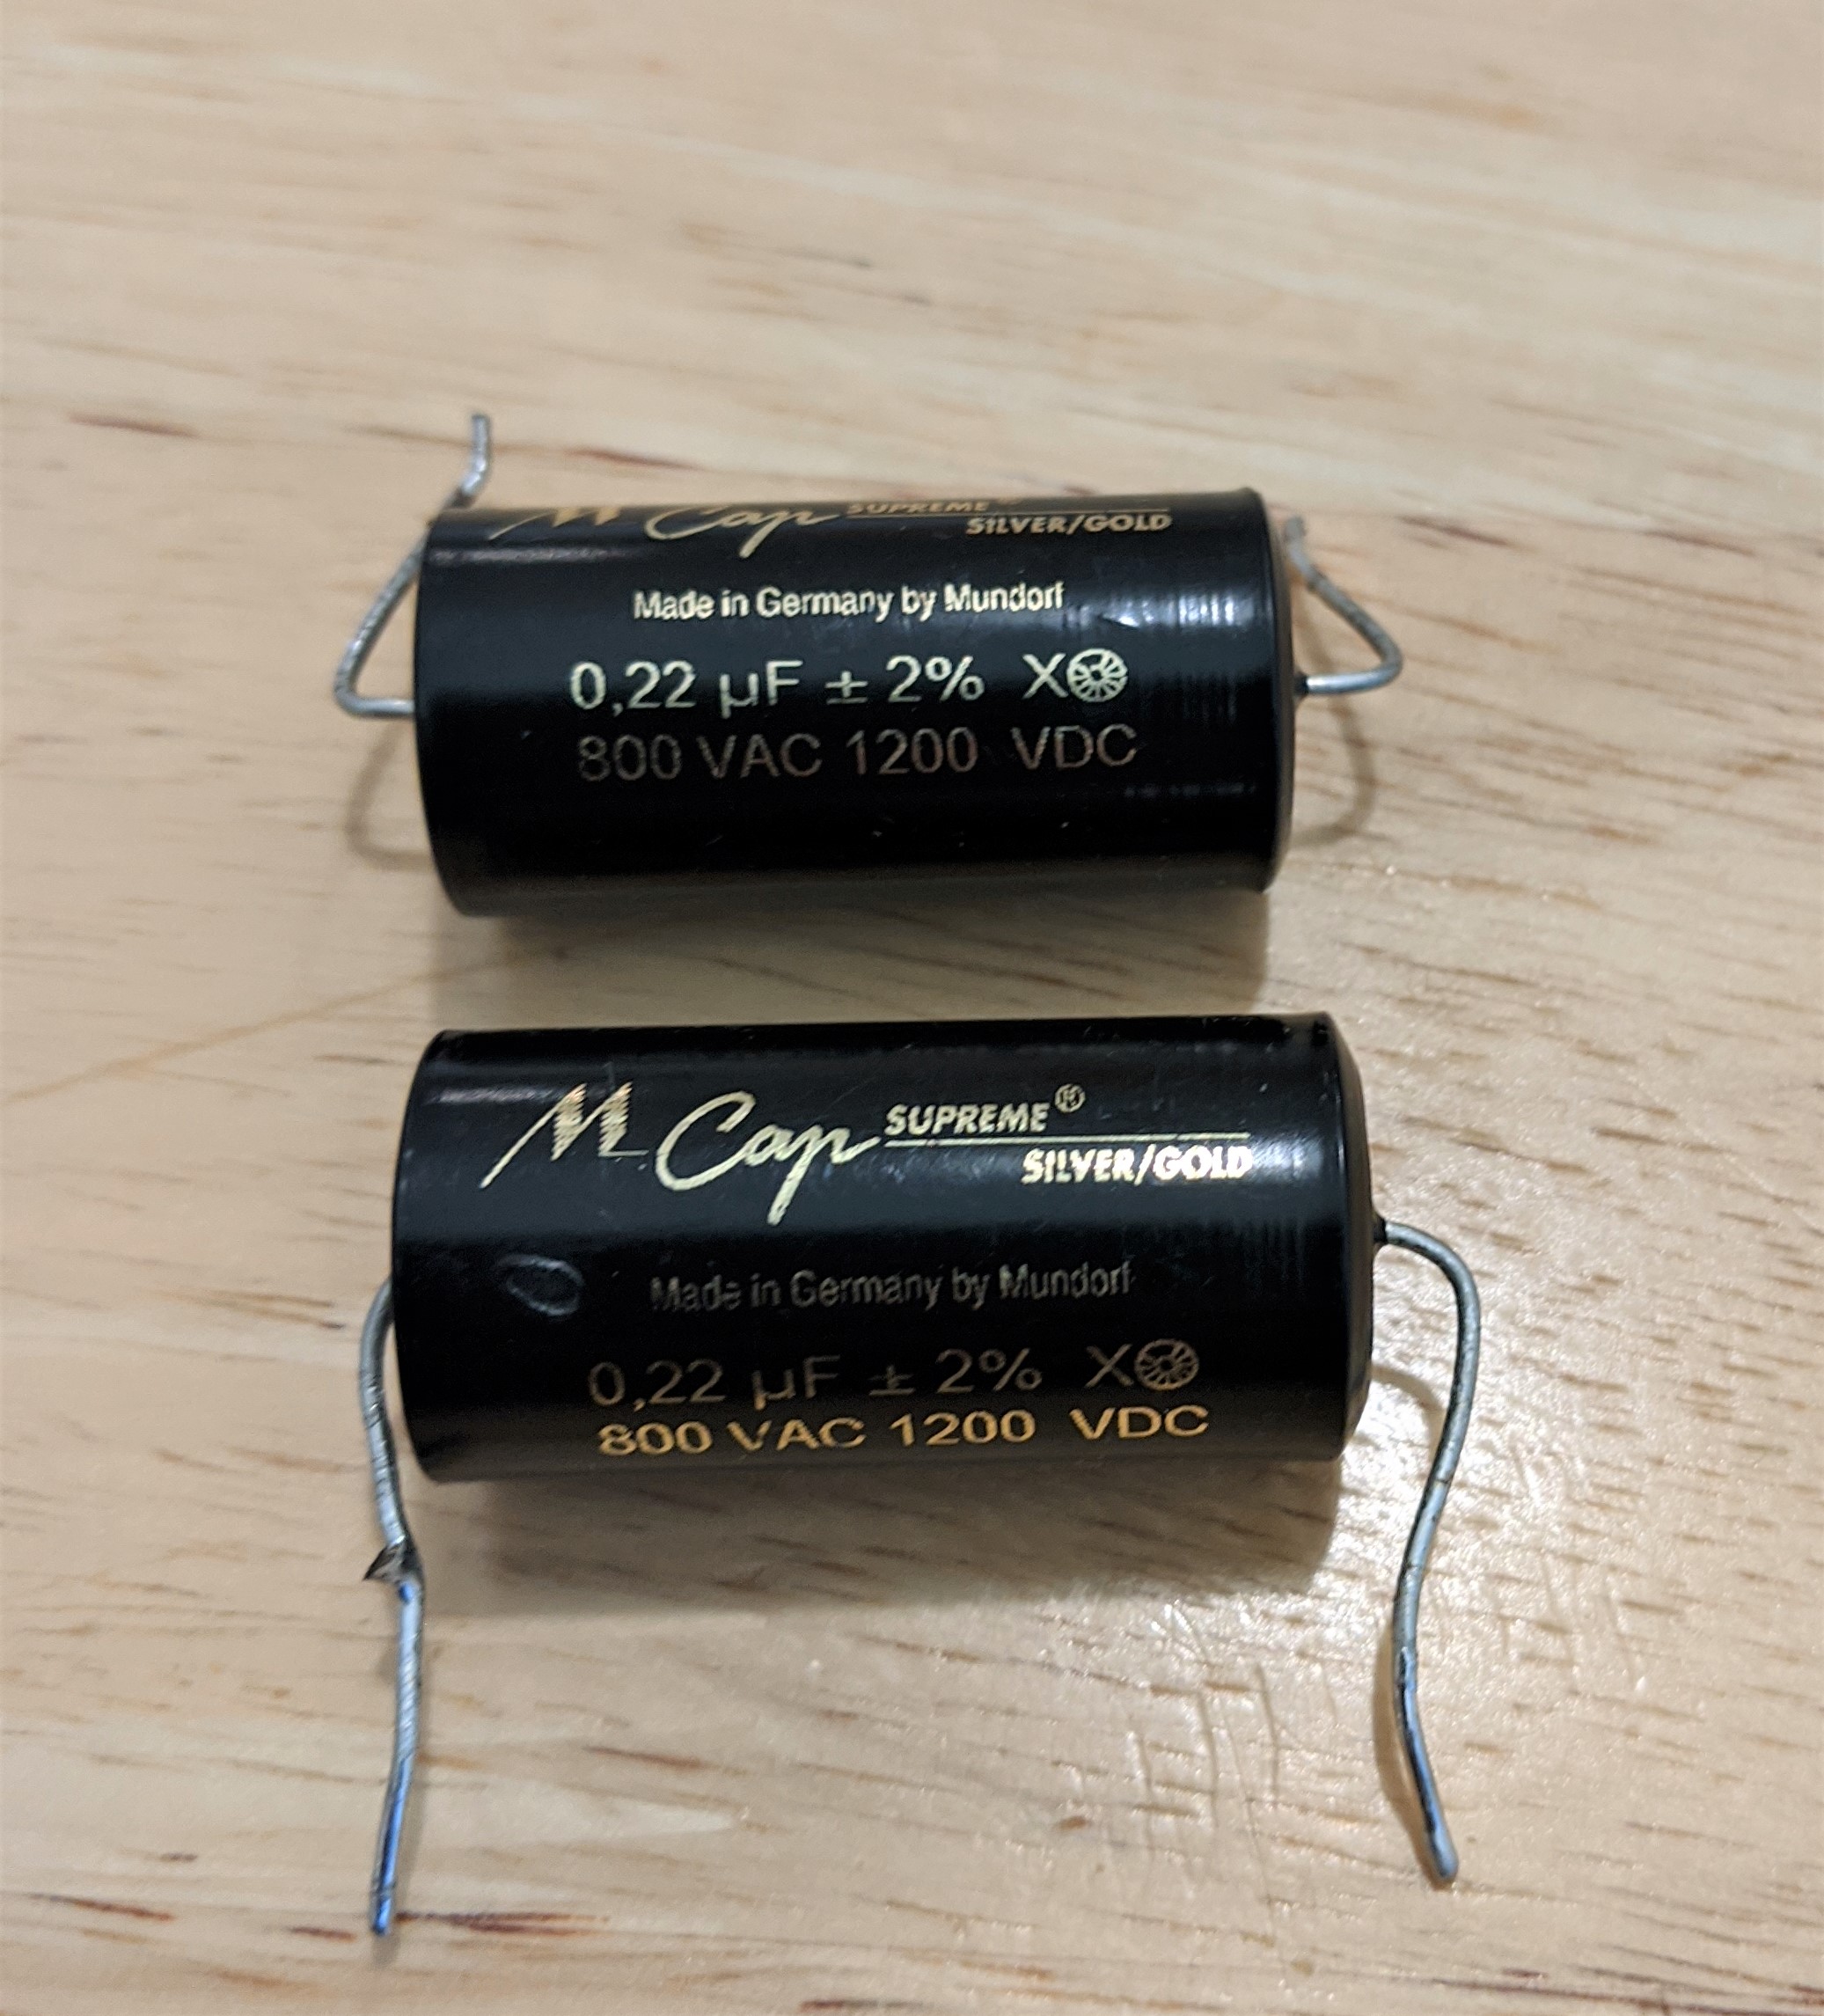 M Cap SUPREME®
SILVER/GOLD
Made in Germany by Mundorf
0,22 µF ± 2% X
800 VAC 1200 VDC
M Cap SUPREME®
SILVER/GOLD
Made in Germany by Mundorf
0,22 µF ± 2% X
800 VAC 1200 VDC